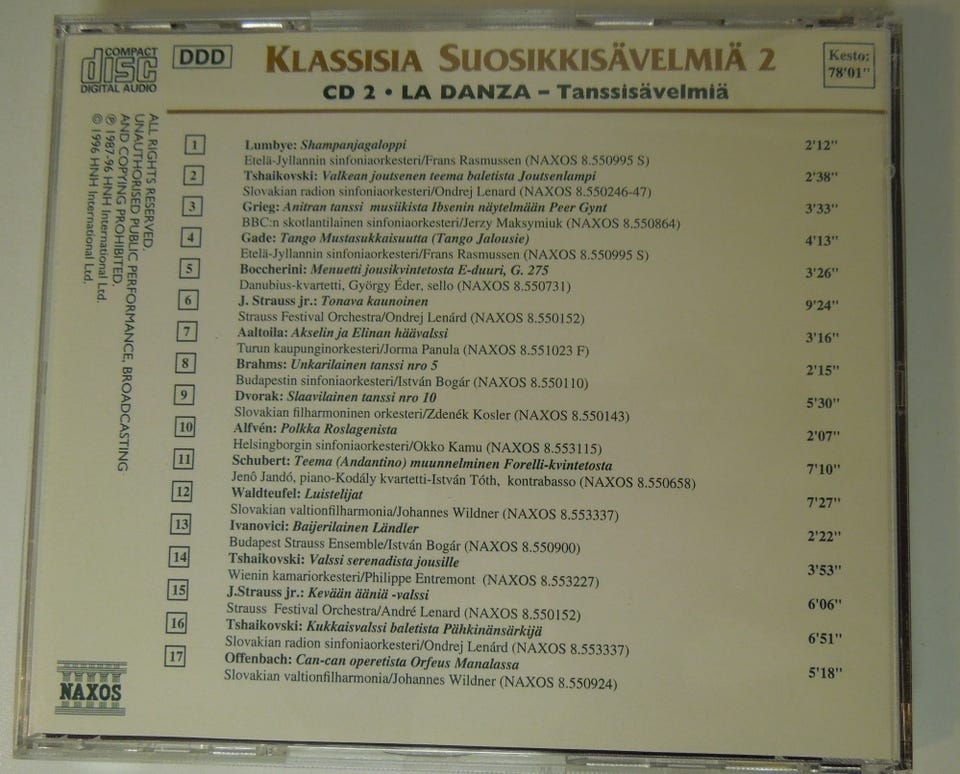 COMPACT
disc
DIGITAL AUDIO
DDD
KLASSISIA SUOSIKKISÄVELMIÄ 2
Kesto:
78'01"
CD 2 • LA DANZA – Tanssisävelmiä
ALL RIGHTS RESERVED.
UNAUTHORISED PUBLIC PERFORMANCE, BROADCASTING
AND COPYING PROHIBITED.
℗ 1987-96 HNH International Ltd.
© 1996 HNH International Ltd.
1 Lumbye: Shampanjagaloppi 2'12"
Etelä-Jyllannin sinfoniaorkesteri/Frans Rasmussen (NAXOS 8.550995 S)
2 Tshaikovski: Valkean joutsenen teema baletista Joutsenlampi 2'38"
Slovakian radion sinfoniaorkesteri/Ondrej Lenard (NAXOS 8.550246-47)
3 Grieg: Anitran tanssi musiikista Ibsenin näytelmään Peer Gynt 3'33"
BBC:n skotlantilainen sinfoniaorkesteri/Jerzy Maksymiuk (NAXOS 8.550864)
4 Gade: Tango Mustasukkaisuutta (Tango Jalousie) 4'13"
Etelä-Jyllannin sinfoniaorkesteri/Frans Rasmussen (NAXOS 8.550995 S)
5 Boccherini: Menuetti jousikvintetosta E-duuri, G. 275 3'26"
Danubius-kvartetti, György Éder, sello (NAXOS 8.550731)
6 J. Strauss jr.: Tonava kaunoinen 9'24"
Strauss Festival Orchestra/Ondrej Lenárd (NAXOS 8.550152)
7 Aaltoila: Akselin ja Elinan häävalssi 3'16"
Turun kaupunginorkesteri/Jorma Panula (NAXOS 8.551023 F)
8 Brahms: Unkarilainen tanssi nro 5 2'15"
Budapestin sinfoniaorkesteri/István Bogár (NAXOS 8.550110)
9 Dvorak: Slaavilainen tanssi nro 10 5'30"
Slovakian filharmoninen orkesteri/Zdenék Kosler (NAXOS 8.550143)
10 Alfvén: Polkka Roslagenista 2'07"
Helsingborgin sinfoniaorkesteri/Okko Kamu (NAXOS 8.553115)
11 Schubert: Teema (Andantino) muunnelminen Forelli-kvintetosta 7'10"
Jenô Jandó, piano-Kodály kvartetti-István Tóth, kontrabasso (NAXOS 8.550658)
12 Waldteufel: Luistelijat 7'27"
Slovakian valtionfilharmonia/Johannes Wildner (NAXOS 8.553337)
13 Ivanovici: Baijerilainen Ländler 2'22"
Budapest Strauss Ensemble/István Bogár (NAXOS 8.550900)
14 Tshaikovski: Valssi serenadista jousille 3'53"
Wienin kamariorkesteri/Philippe Entremont (NAXOS 8.553227)
15 J.Strauss jr.: Kevään ääniä -valssi 6'06"
Strauss Festival Orchestra/André Lenard (NAXOS 8.550152)
16 Tshaikovski: Kukkaisvalssi baletista Pähkinänsärkijä 6'51"
Slovakian radion sinfoniaorkesteri/Ondrej Lenárd (NAXOS 8.553337)
17 Offenbach: Can-can operetista Orfeus Manalassa 5'18"
Slovakian valtionfilharmonia/Johannes Wildner (NAXOS 8.550924)
NAXOS